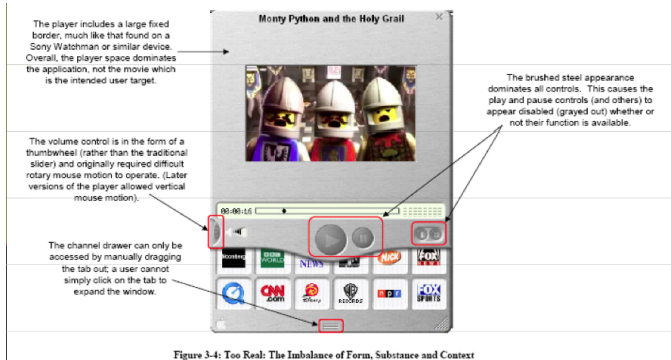 Monty Python and the Holy Grail
The player includes a large fixed
border, much like that found on a
Sony Watchman or similar device.
Overall, the player space dominates
the application, not the movie which
is the intended user target.
The brushed steel appearance
dominates all controls. This causes the
play and pause controls (and others) to
appear disabled (grayed out) whether or
not their function is available.
The volume control is in the form of a
thumbwheel (rather than the traditional
slider) and originally required difficult
rotary mouse motion to operate. (Later
versions of the player allowed vertical
mouse motion).
00:00:16
The channel drawer can only be
accessed by manually dragging
the tab out; a user cannot
simply click on the tab to
expand the window.
WORLD
NEWS
NICK
FOX
CNN
.com
Disney
RECORDS
npr
FOX
SPORTS
Figure 3-4: Too Real: The Imbalance of Form, Substance and Context